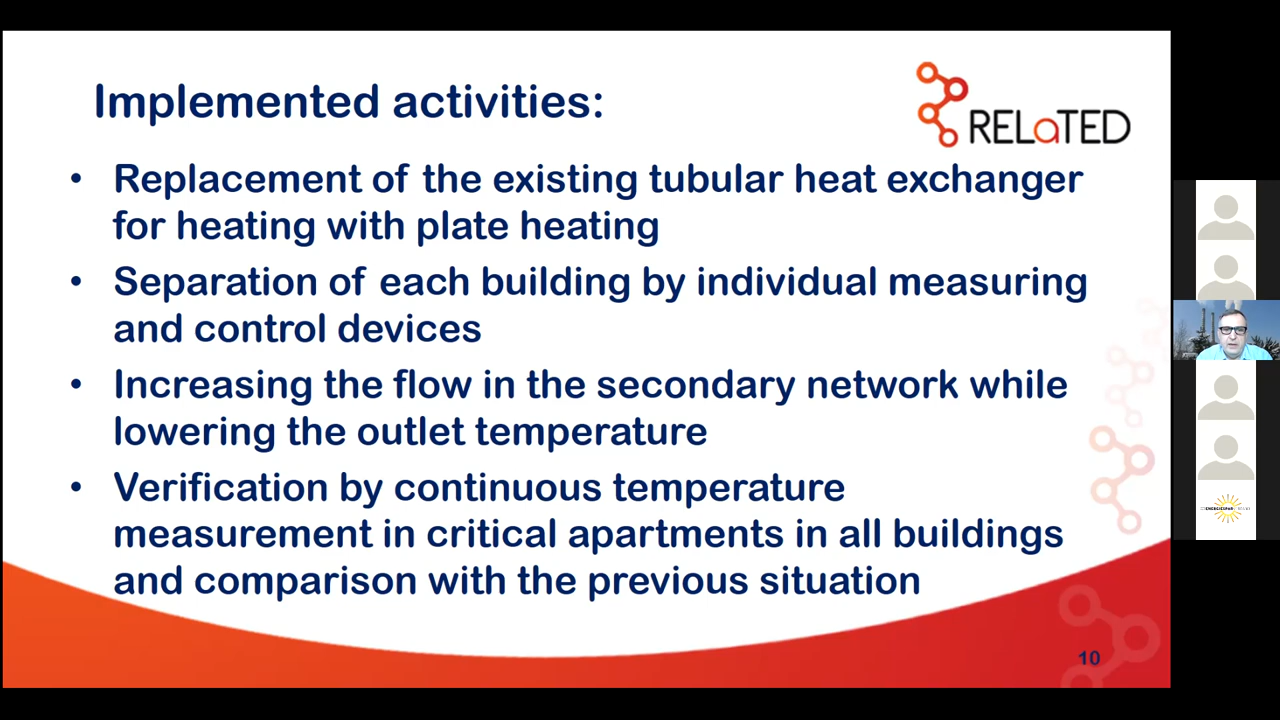 Implemented activities:
RELaTED
• Replacement of the existing tubular heat exchanger
for heating with plate heating
• Separation of each building by individual measuring
and control devices
• Increasing the flow in the secondary network while
lowering the outlet temperature
• Verification by continuous temperature
measurement in critical apartments in all buildings
and comparison with the previous situation
10